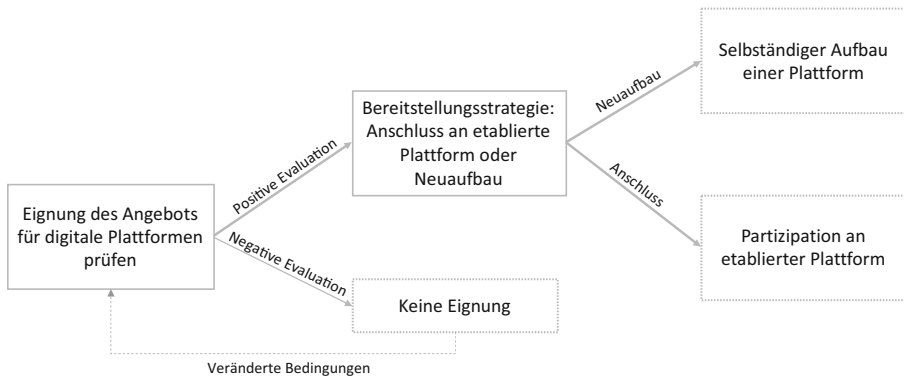 Eignung des Angebots
für digitale Plattformen
prüfen
Positive Evaluation
Negative Evaluation
Bereitstellungsstrategie:
Anschluss an etablierte
Plattform oder
Neuaufbau
Keine Eignung
Veränderte Bedingungen
Neuaufbau
Anschluss
Selbständiger Aufbau
einer Plattform
Partizipation an
etablierter Plattform